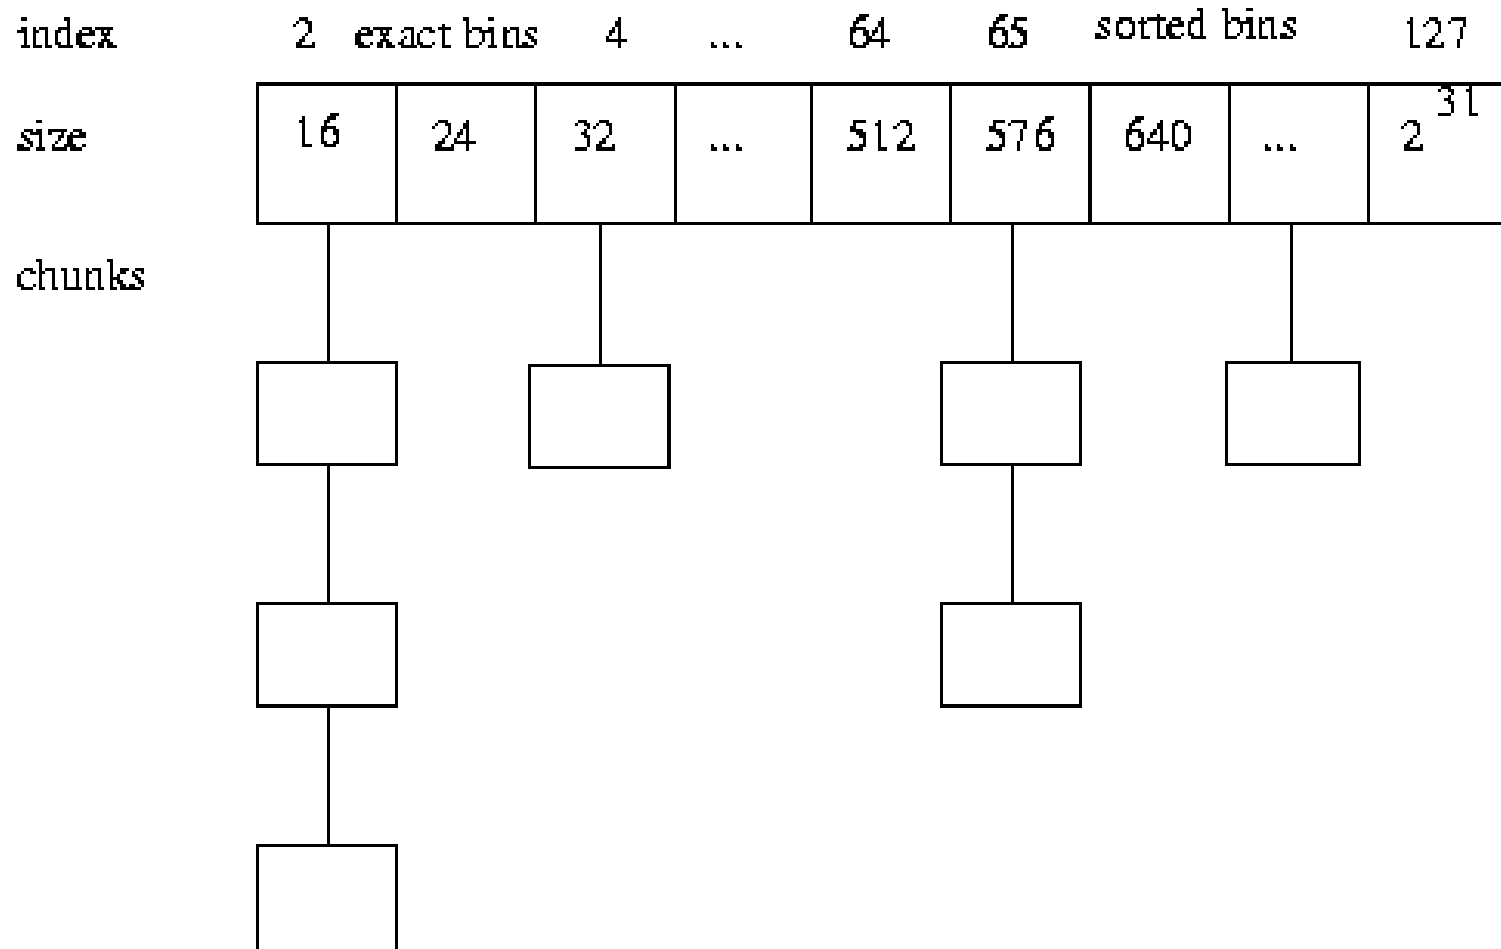 index 2 exact bins 4 ... 64 65 sorted bins 127
size 16 24 32 ... 512 576 640 ... 2 31
chunks